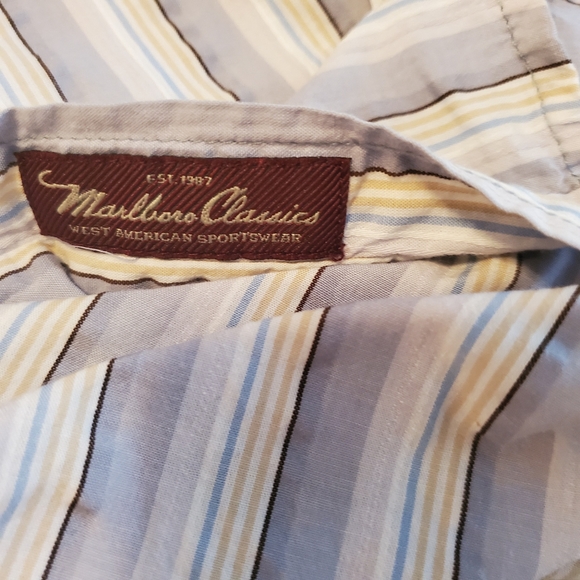 EST. 1987
Marlboro Classics
WEST AMERICAN SPORTSWEAR